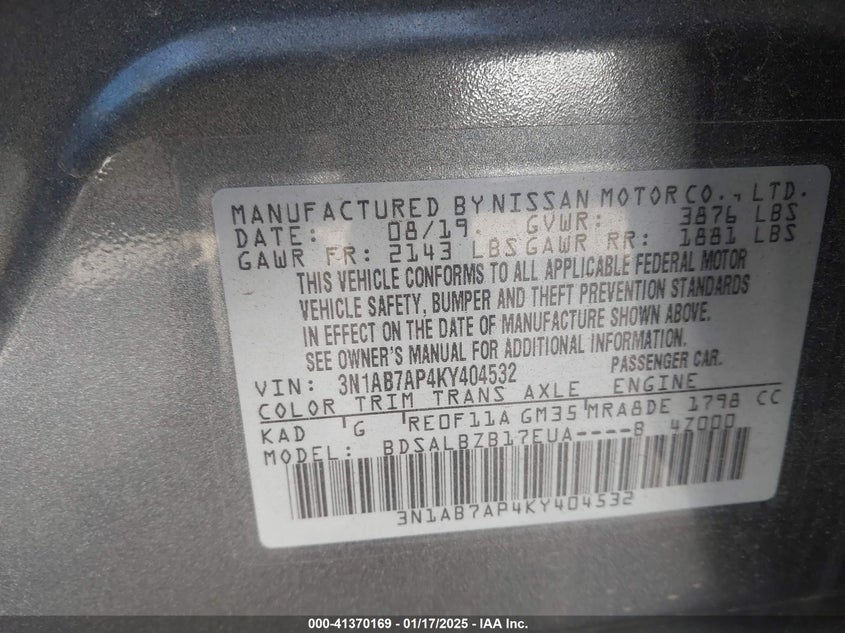 MANUFACTURED BY NISSAN MOTOR CO., LTD.
DATE: 08/19. GVWR: 3876 LBS
GAWR FR: 2143 LBS GAWR RR: 1881 LBS
THIS VEHICLE CONFORMS TO ALL APPLICABLE FEDERAL MOTOR
VEHICLE SAFETY, BUMPER AND THEFT PREVENTION STANDARDS
IN EFFECT ON THE DATE OF MANUFACTURE SHOWN ABOVE.
SEE OWNER'S MANUAL FOR ADDITIONAL INFORMATION.
VIN: 3N1AB7AP4KY404532 PASSENGER CAR.
COLOR TRIM TRANS AXLE ENGINE
KAD G RE0F11A GM35 MRA8DE 1798 CC
MODEL: BDSALBZB17EUA----B 4Z000
3N1AB7AP4KY404532
000-41370169 - 01/17/2025 - IAA Inc.